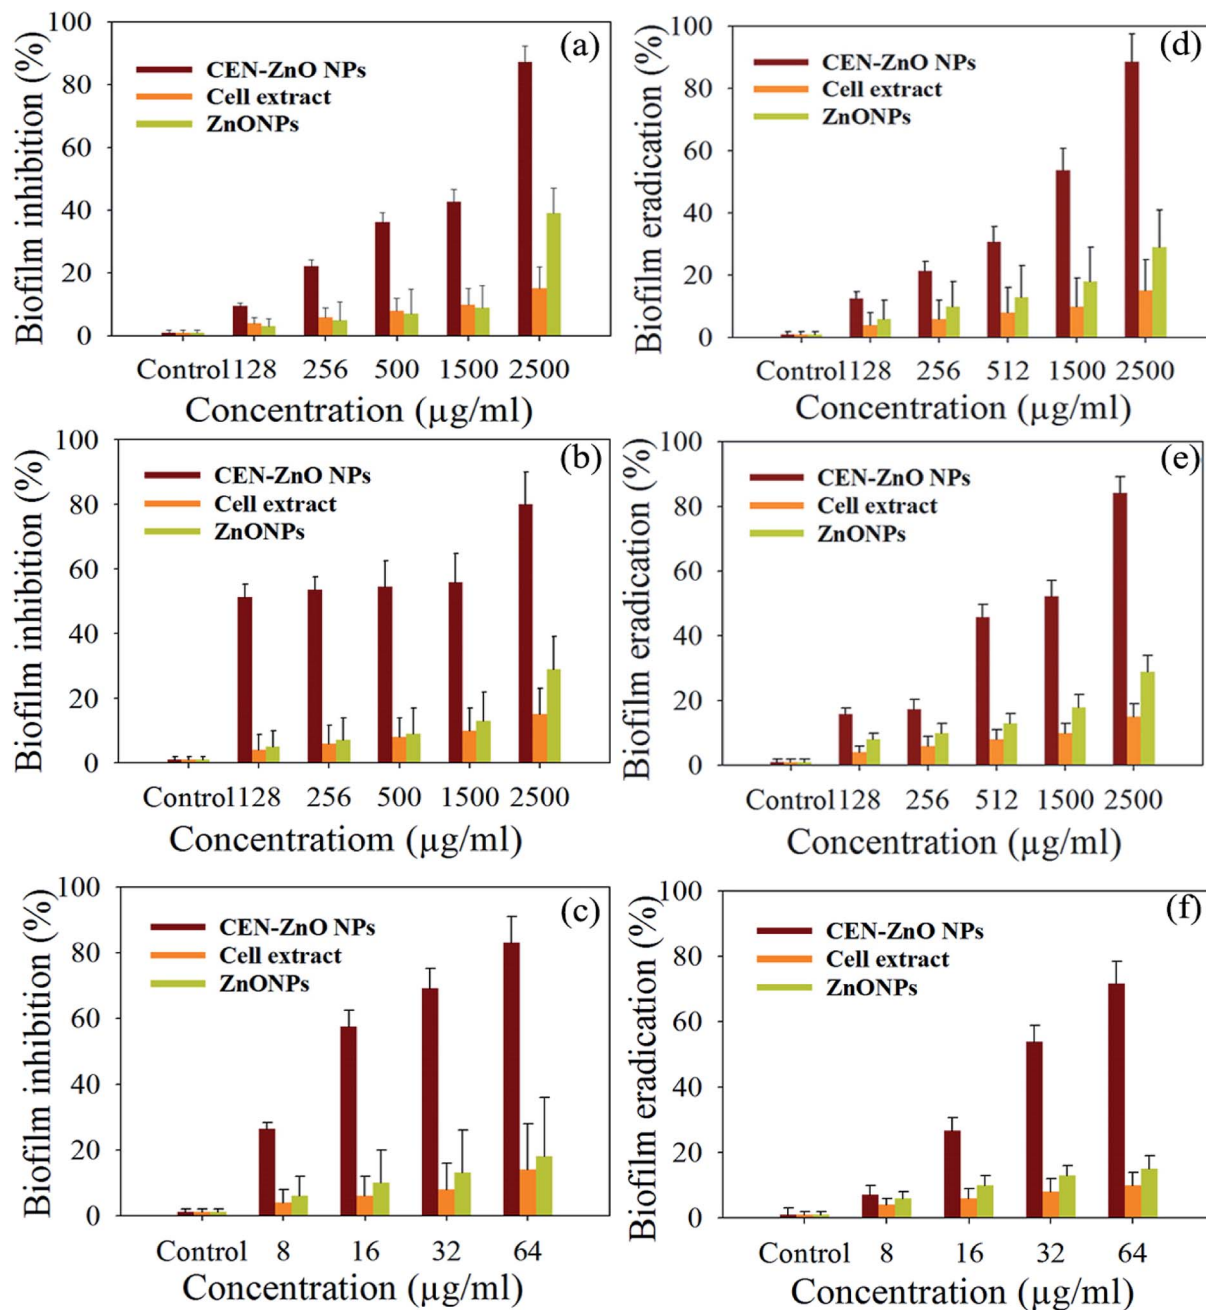 (a)
Biofilm inhibition (%)
100
80
60
40
20
0
CEN-ZnO NPs
Cell extract
ZnONPs
Control 128 256 500 1500 2500
Concentration (µg/ml)
(d)
Biofilm eradication (%)
100
80
60
40
20
0
CEN-ZnO NPs
Cell extract
ZnONPs
Control 128 256 512 1500 2500
Concentration (µg/ml)
(b)
Biofilm inhibition (%)
100
80
60
40
20
0
CEN-ZnO NPs
Cell extract
ZnONPs
Control 128 256 500 1500 2500
Concentratiom (µg/ml)
(e)
Biofilm eradication (%)
100
80
60
40
20
0
CEN-ZnO NPs
Cell extract
ZnONPs
Control 128 256 512 1500 2500
Concentration (µg/ml)
(c)
Biofilm inhibition (%)
100
80
60
40
20
0
CEN-ZnO NPs
Cell extract
ZnONPs
Control 8 16 32 64
Concentration (µg/ml)
(f)
Biofilm eradication (%)
100
80
60
40
20
0
CEN-ZnO NPs
Cell extract
ZnONPs
Control 8 16 32 64
Concentration (µg/ml)